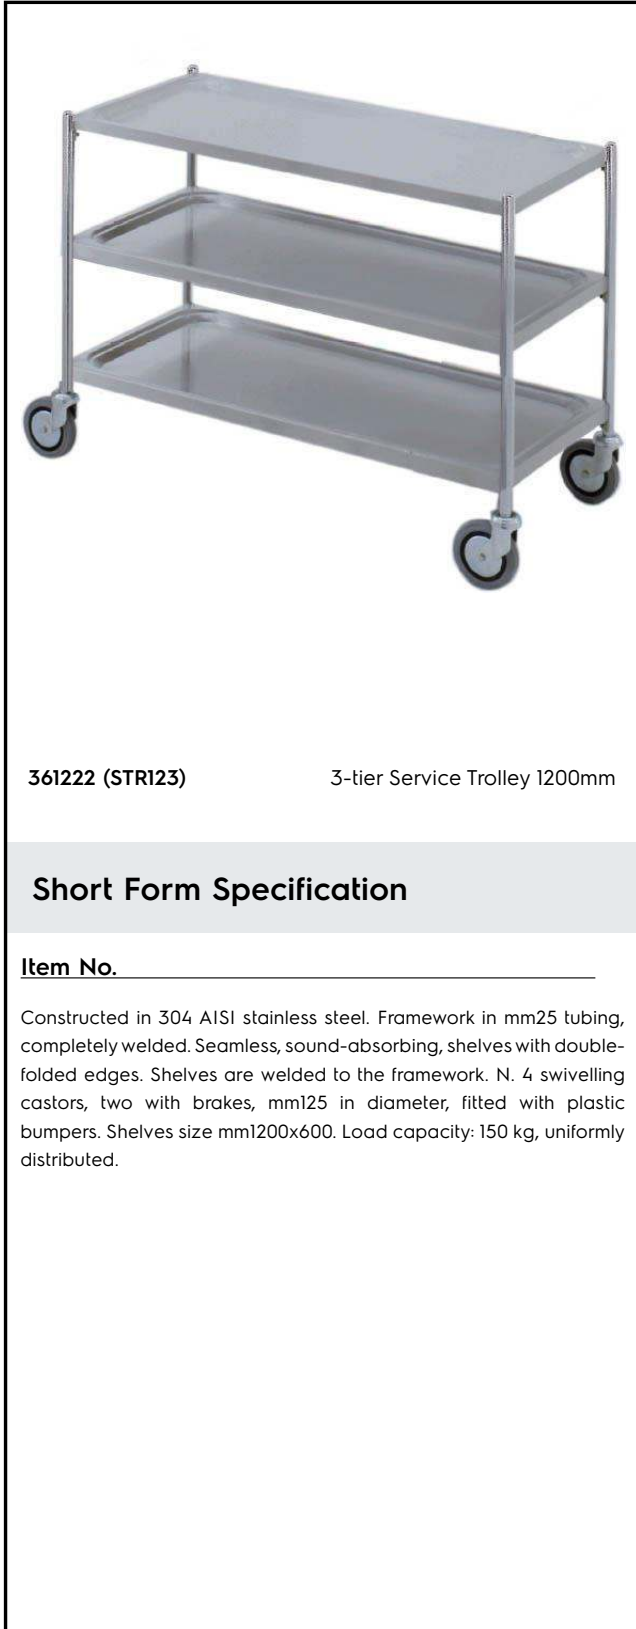 361222 (STR123) 3-tier Service Trolley 1200mm
Short Form Specification
Item No.
Constructed in 304 AISI stainless steel. Framework in mm25 tubing,
completely welded. Seamless, sound-absorbing, shelves with double-
folded edges. Shelves are welded to the framework. N. 4 swivelling
castors, two with brakes, mm125 in diameter, fitted with plastic
bumpers. Shelves size mm1200x600. Load capacity: 150 kg, uniformly
distributed.